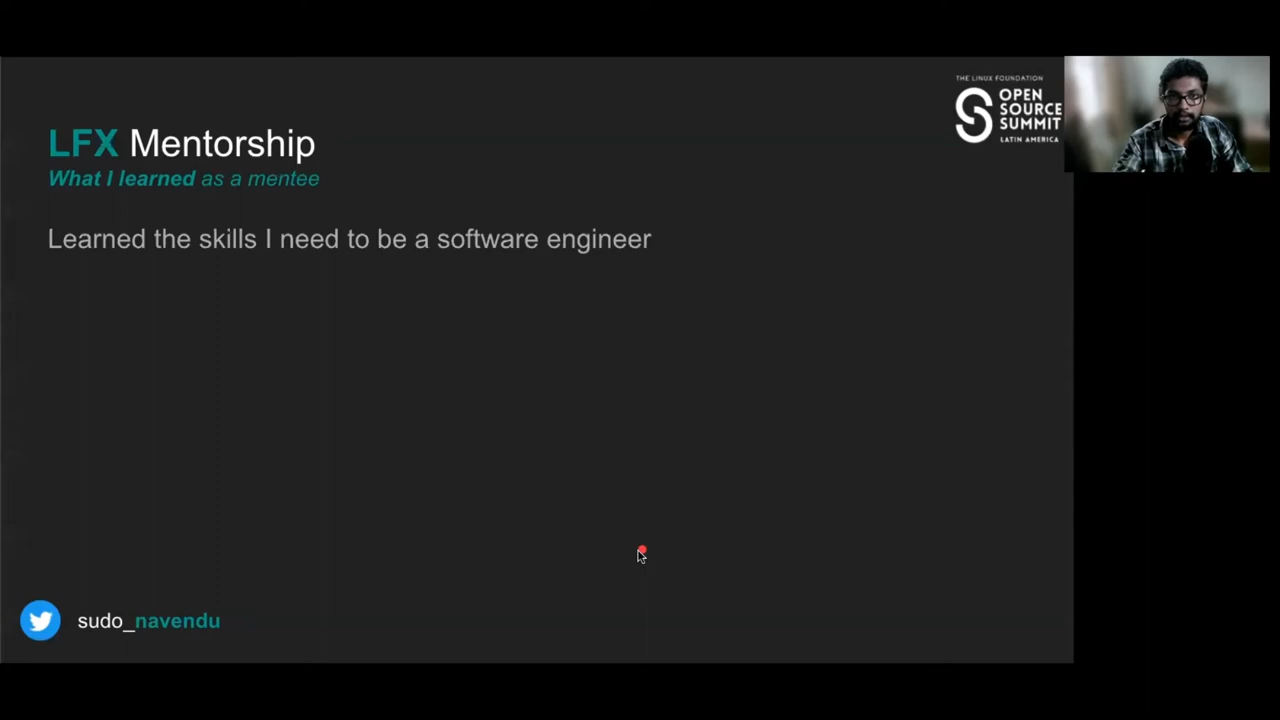 THE LINUX FOUNDATION
OPEN
SOURCE
SUMMIT
LATIN AMERICA
LFX Mentorship
What I learned as a mentee
Learned the skills I need to be a software engineer
sudo_navendu